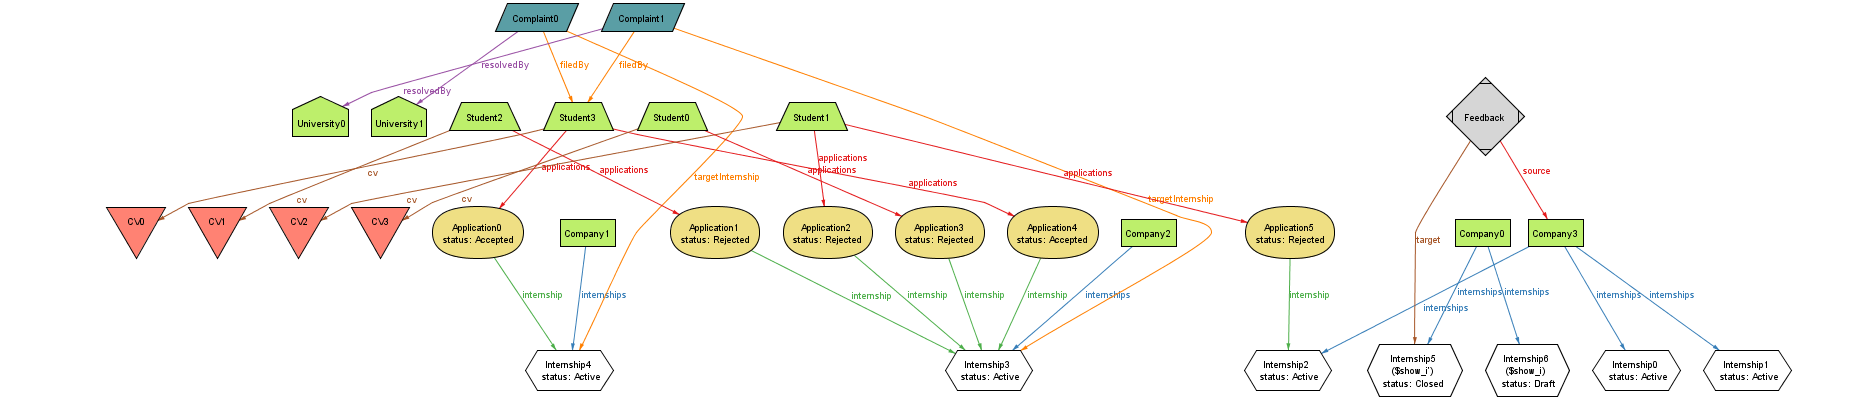 Complaint0
Complaint1
resolvedBy
filedBy
filedBy
resolvedBy
University0
University1
Student2
Student3
Student0
Student1
Feedback
cv
applications
applications
applications
applications
targetInternship
applications
applications
source
cv
cv
cv
targetInternship
CV0
CV1
CV2
CV3
Application0
status: Accepted
Company1
Application1
status: Rejected
Application2
status: Rejected
Application3
status: Rejected
Application4
status: Accepted
Company2
Application5
status: Rejected
target
Company0
Company3
internship
internships
internship
internship
internship
internship
internships
internship
internships
internships
internships
internships
internships
Internship4
status: Active
Internship3
status: Active
Internship2
status: Active
Internship5
($show_i')
status: Closed
Internship6
($show_i)
status: Draft
Internship0
status: Active
Internship1
status: Active